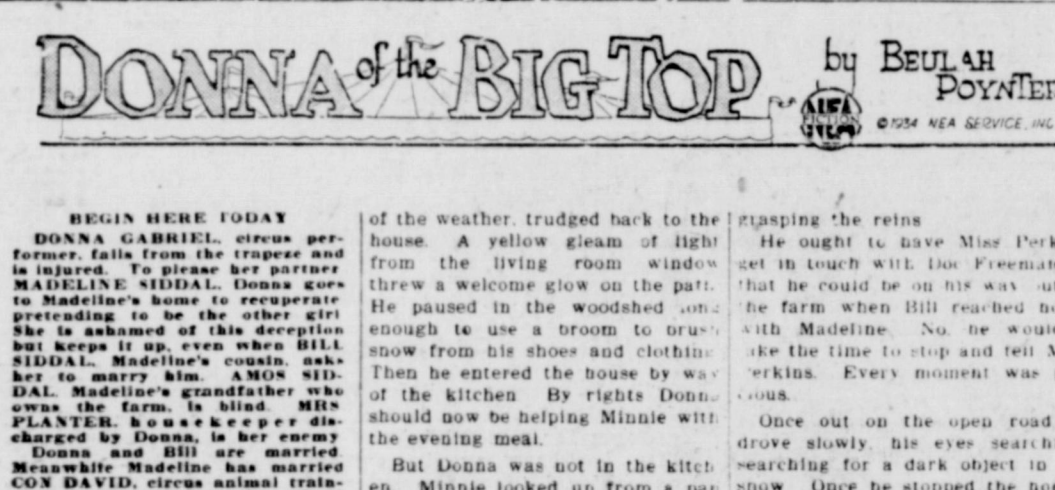 DONNA of the BIG TOP
by BEULAH
POYNTER
NEA
FICTION
©1934 NEA SERVICE, INC
BEGIN HERE TODAY
DONNA GABRIEL, circus per-
former, falls from the trapeze and
is injured. To please her partner
MADELINE SIDDAL, Donna goes
to Madeline's home to recuperate
pretending to be the other girl
She is ashamed of this deception
but keeps it up, even when BILL
SIDDAL, Madeline's cousin, asks
her to marry him. AMOS SID-
DAL, Madeline's grandfather who
owns the farm, is blind. MRS
PLANTER, housekeeper dis-
charged by Donna, is her enemy
Donna and Bill are married
Meanwhile Madeline has married
CON DAVID, circus animal train-
of the weather, trudged back to the
house. A yellow gleam of light
from the living room window
threw a welcome glow on the
He paused in the woodshed
enough to use a broom to brush
snow from his shoes and clothing
Then he entered the house by way
of the kitchen By rights Donna
should now be helping Minnie with
the evening meal.
But Donna was not in the kitch
en. Minnie looked up from a
grasping the reins
He ought to have Miss Perk
get in touch with Doc Freeman
that he could be on his way
the farm when Bill reached
with Madeline. No, he would
take the time to stop and tell
Perkins. Every moment was
Once out on the open road
drove slowly, his eyes search
searching for a dark object in
snow. Once he stopped the